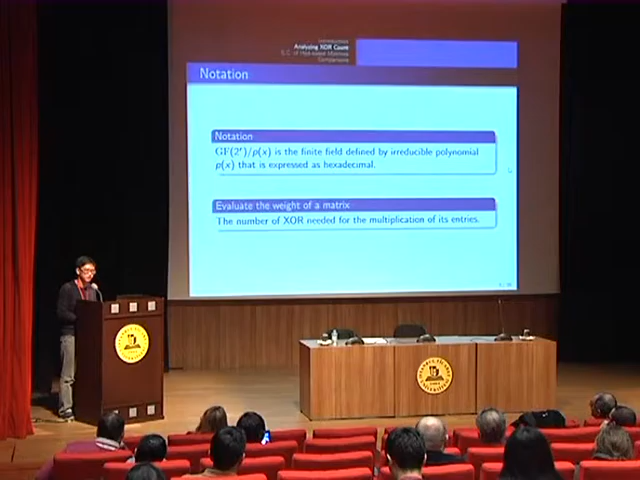 Introduction
Analyzing XOR Count
Comparisons
Notation
Notation
GF(2ʳ)/p(x) is the finite field defined by irreducible polynomial
p(x) that is expressed as hexadecimal.
Evaluate the weight of a matrix
The number of XOR needed for the multiplication of its entries.